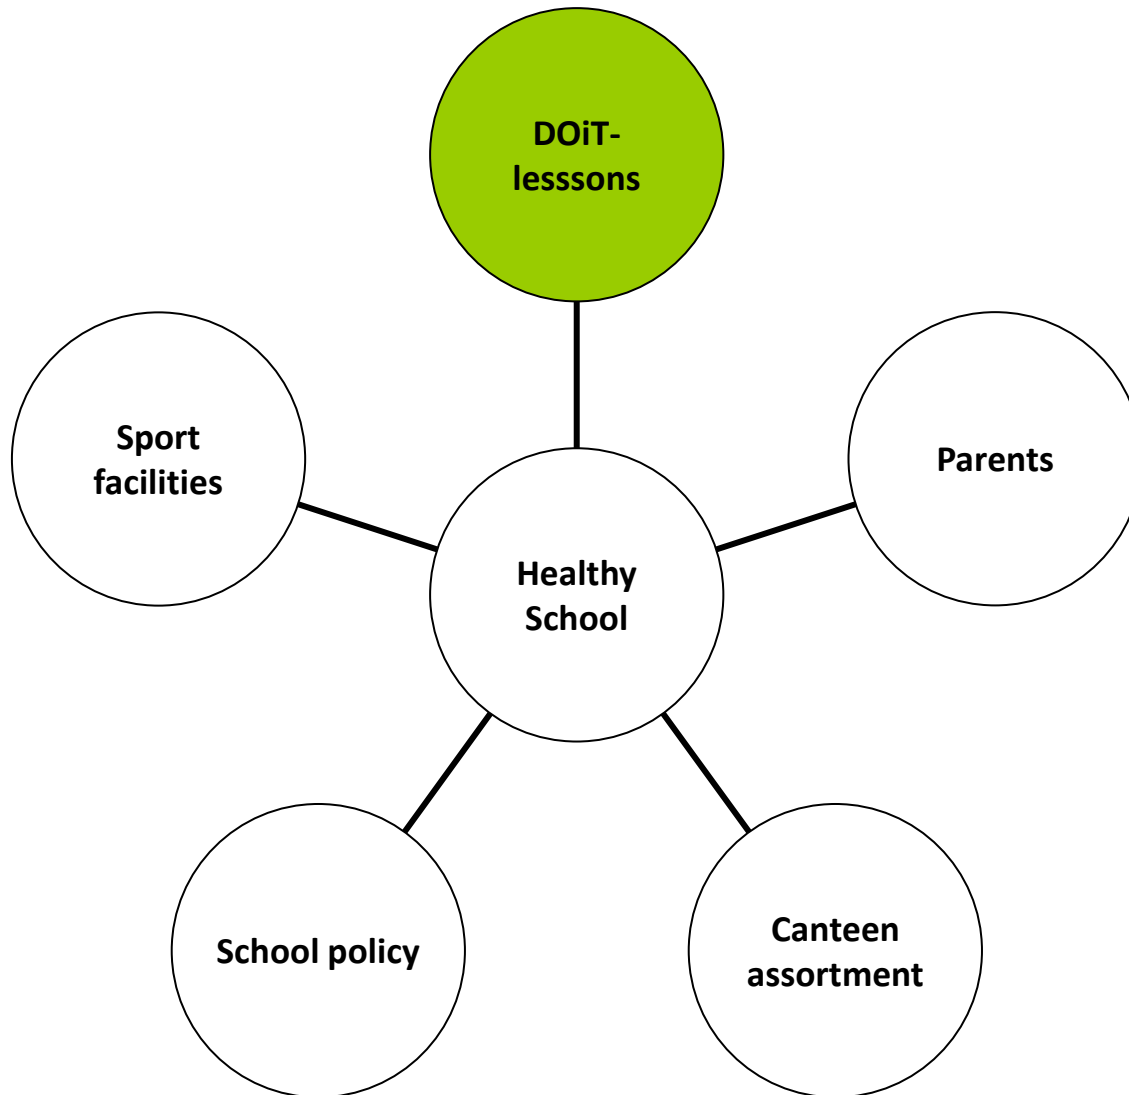 DOiT-
lesssons
Sport
facilities
Parents
Healthy
School
School policy
Canteen
assortment